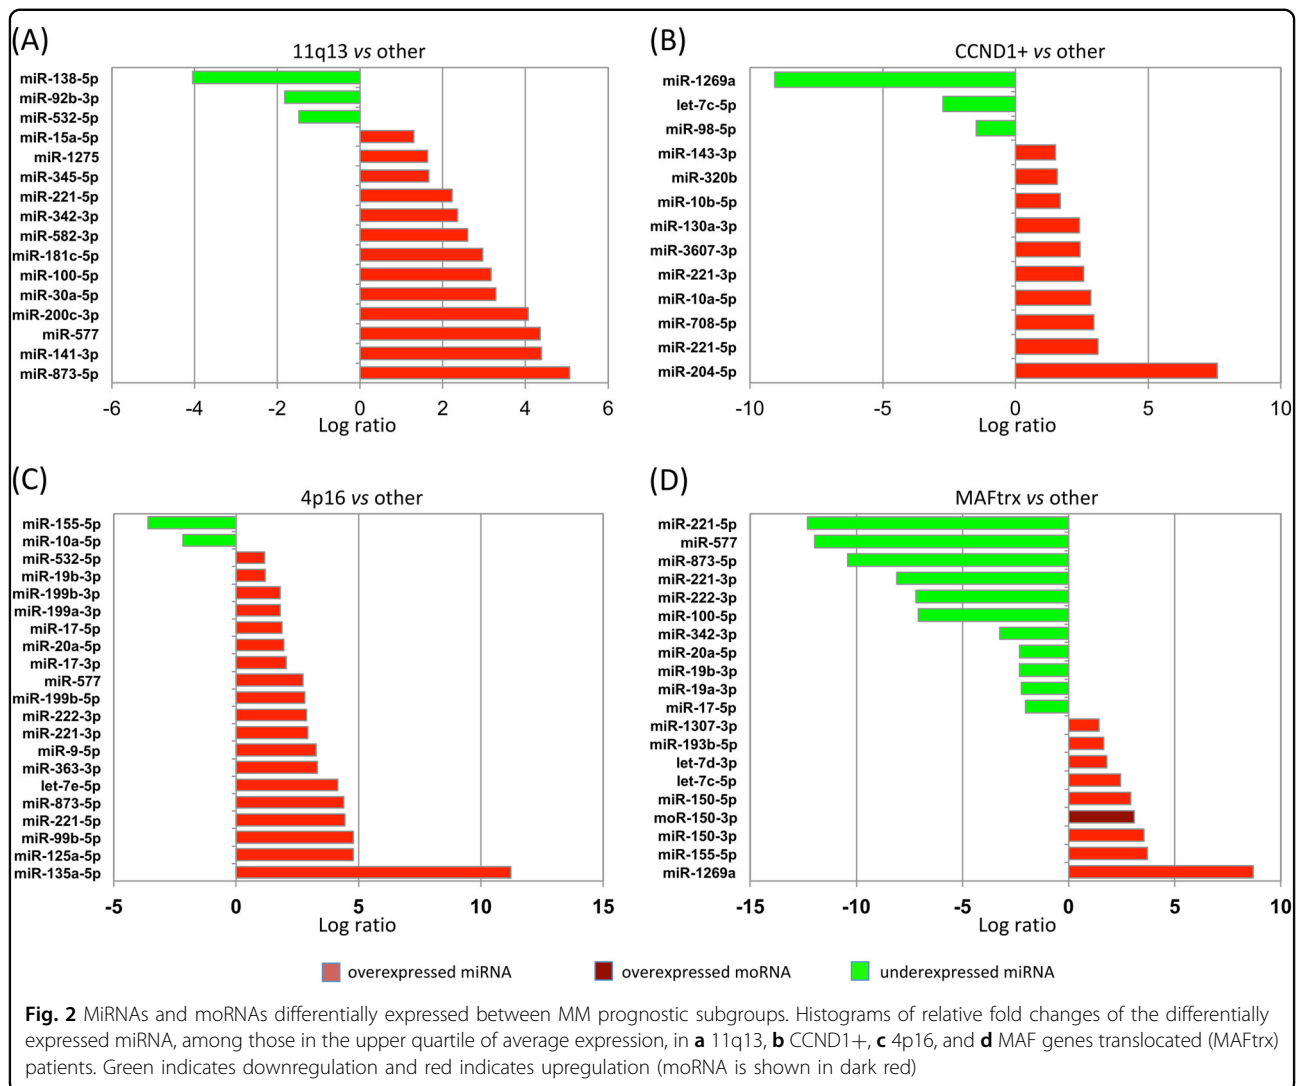 (A)
11q13 vs other
miR-138-5p
miR-92b-3p
miR-532-5p
miR-15a-5p
miR-1275
miR-345-5p
miR-221-5p
miR-342-3p
miR-582-3p
miR-181c-5p
miR-100-5p
miR-30a-5p
miR-200c-3p
miR-577
miR-141-3p
miR-873-5p
-6 -4 -2 0 2 4 6
Log ratio
(B)
CCND1+ vs other
miR-1269a
let-7c-5p
miR-98-5p
miR-143-3p
miR-320b
miR-10b-5p
miR-130a-3p
miR-3607-3p
miR-221-3p
miR-10a-5p
miR-708-5p
miR-221-5p
miR-204-5p
-10 -5 0 5 10
Log ratio
(C)
4p16 vs other
miR-155-5p
miR-10a-5p
miR-532-5p
miR-19b-3p
miR-199b-3p
miR-199a-3p
miR-17-5p
miR-20a-5p
miR-17-3p
miR-577
miR-199b-5p
miR-222-3p
miR-221-3p
miR-9-5p
miR-363-3p
let-7e-5p
miR-873-5p
miR-221-5p
miR-99b-5p
miR-125a-5p
miR-135a-5p
-5 0 5 10 15
Log ratio
(D)
MAFtrx vs other
miR-221-5p
miR-577
miR-873-5p
miR-221-3p
miR-222-3p
miR-100-5p
miR-342-3p
miR-20a-5p
miR-19b-3p
miR-19a-3p
miR-17-5p
miR-1307-3p
miR-193b-5p
let-7d-3p
let-7c-5p
miR-150-5p
moR-150-3p
miR-150-3p
miR-155-5p
miR-1269a
-15 -10 -5 0 5 10
Log ratio
overexpressed miRNA overexpressed moRNA underexpressed miRNA
Fig. 2 MiRNAs and moRNAs differentially expressed between MM prognostic subgroups. Histograms of relative fold changes of the differentially
expressed miRNA, among those in the upper quartile of average expression, in a 11q13, b CCND1+, c 4p16, and d MAF genes translocated (MAFtrx)
patients. Green indicates downregulation and red indicates upregulation (moRNA is shown in dark red)